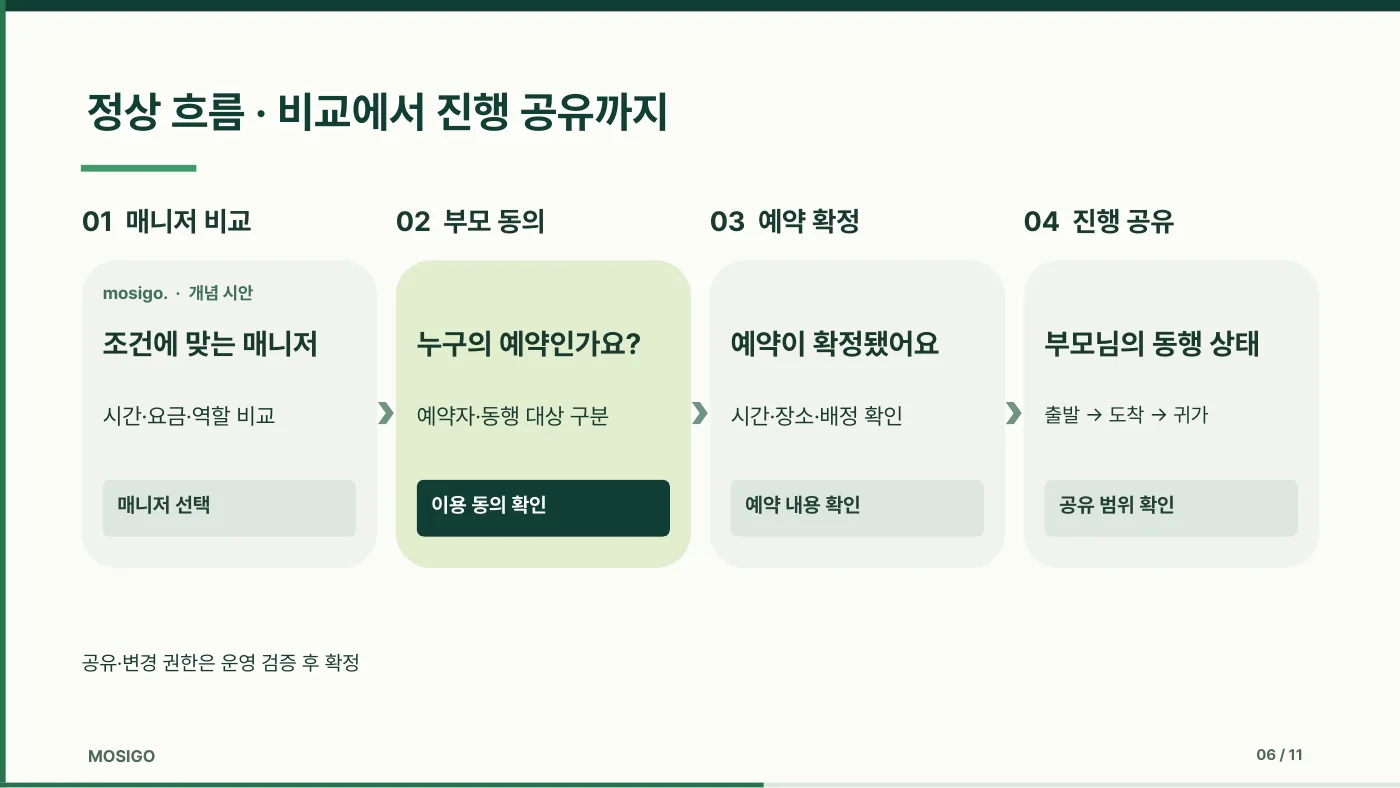 정상 흐름 · 비교에서 진행 공유까지
01 매니저 비교
mosigo. · 개념 시안
조건에 맞는 매니저
시간·요금·역할 비교
매니저 선택
02 부모 동의
누구의 예약인가요?
예약자·동행 대상 구분
이용 동의 확인
03 예약 확정
예약이 확정됐어요
시간·장소·배정 확인
예약 내용 확인
04 진행 공유
부모님의 동행 상태
출발 → 도착 → 귀가
공유 범위 확인
공유·변경 권한은 운영 검증 후 확정
MOSIGO
06 / 11